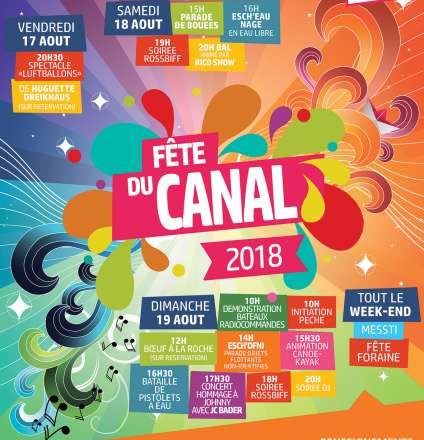 VENDREDI
17 AOUT
20H30
SPECTACLE
«LUFTBALLONS»
DE HUGUETTE
DREIKHAUS
(SUR RESERVATION)
SAMEDI
18 AOUT
15H
PARADE
DE BOUÉES
16H
ESCH'EAU
NAGE
EN EAU LIBRE
19H
SOIREE
ROSSBIFF
20H BAL
ANIMÉ PAR
RICO SHOW
FÊTE
DU CANAL
2018
DIMANCHE
19 AOUT
10H
DEMONSTRATION
BATEAUX
RADIOCOMMANDES
10H
INITIATION
PECHE
12H
BŒUF À LA ROCHE
(SUR RESERVATION)
14H
ESCH'OFNI
PARADE OBJETS
FLOTTANTS
NON-IDENTIFIES
15H30
ANIMATION
CANOE-
KAYAK
16H30
BATAILLE
DE
PISTOLETS
A EAU
17H30
CONCERT
HOMMAGE À
JOHNNY
AVEC JC BADER
18H
SOIREE
ROSSBIFF
20H
SOIREE DJ
TOUT LE
WEEK-END
MESSTI
FÊTE
FORAINE